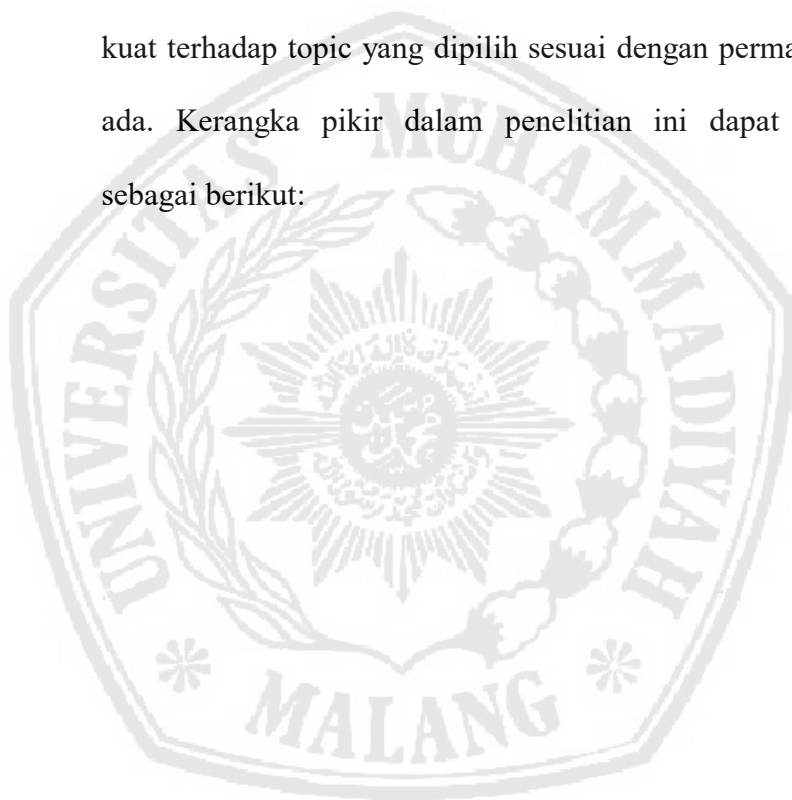 kuat terhadap topic yang dipilih sesuai dengan perma
ada. Kerangka pikir dalam penelitian ini dapat
sebagai berikut:
UNIVERSITAS MUHAMMADIYAH
MALANG